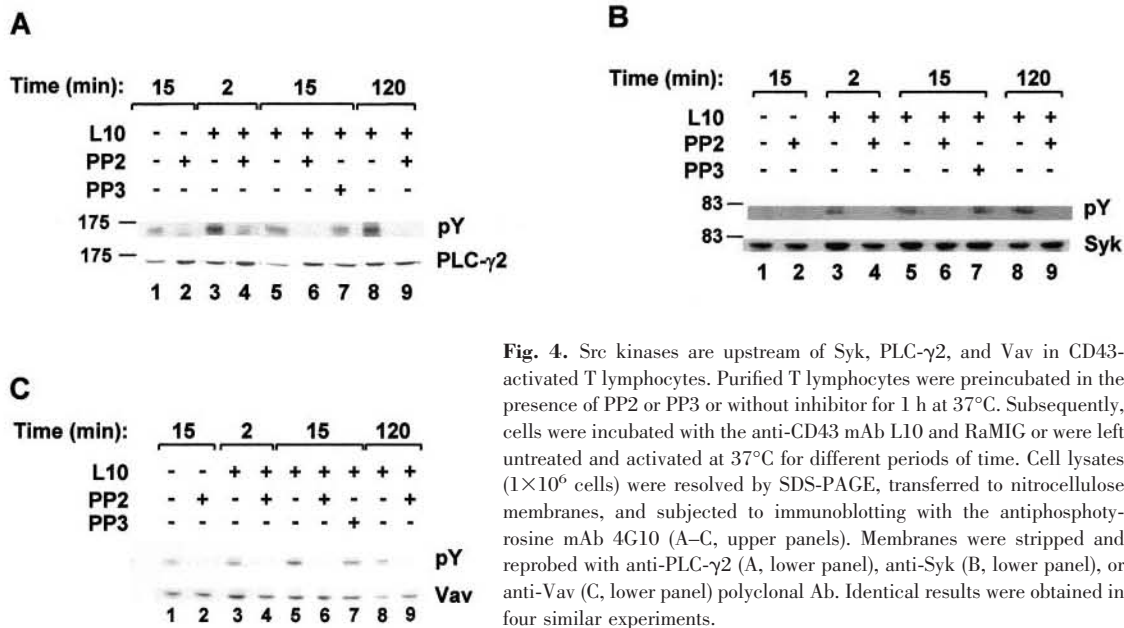 A
Time (min): 15 2 15 120
L10 - - + + + + + + +
PP2 - + - + - + - - +
PP3 - - - - - - + - -
175 pY
175 PLC-γ2
1 2 3 4 5 6 7 8 9
B
Time (min): 15 2 15 120
L10 - - + + + + + + +
PP2 - + - + - + - - +
PP3 - - - - - - + - -
83 pY
83 Syk
1 2 3 4 5 6 7 8 9
C
Time (min): 15 2 15 120
L10 - - + + + + + + +
PP2 - + - + - + - - +
PP3 - - - - - - + - -
pY
Vav
1 2 3 4 5 6 7 8 9
Fig. 4. Src kinases are upstream of Syk, PLC-γ2, and Vav in CD43-
activated T lymphocytes. Purified T lymphocytes were preincubated in the
presence of PP2 or PP3 or without inhibitor for 1 h at 37°C. Subsequently,
cells were incubated with the anti-CD43 mAb L10 and RaMIG or were left
untreated and activated at 37°C for different periods of time. Cell lysates
(1×10⁶ cells) were resolved by SDS-PAGE, transferred to nitrocellulose
membranes, and subjected to immunoblotting with the antiphosphoty-
rosine mAb 4G10 (A–C, upper panels). Membranes were stripped and
reprobed with anti-PLC-γ2 (A, lower panel), anti-Syk (B, lower panel), or
anti-Vav (C, lower panel) polyclonal Ab. Identical results were obtained in
four similar experiments.